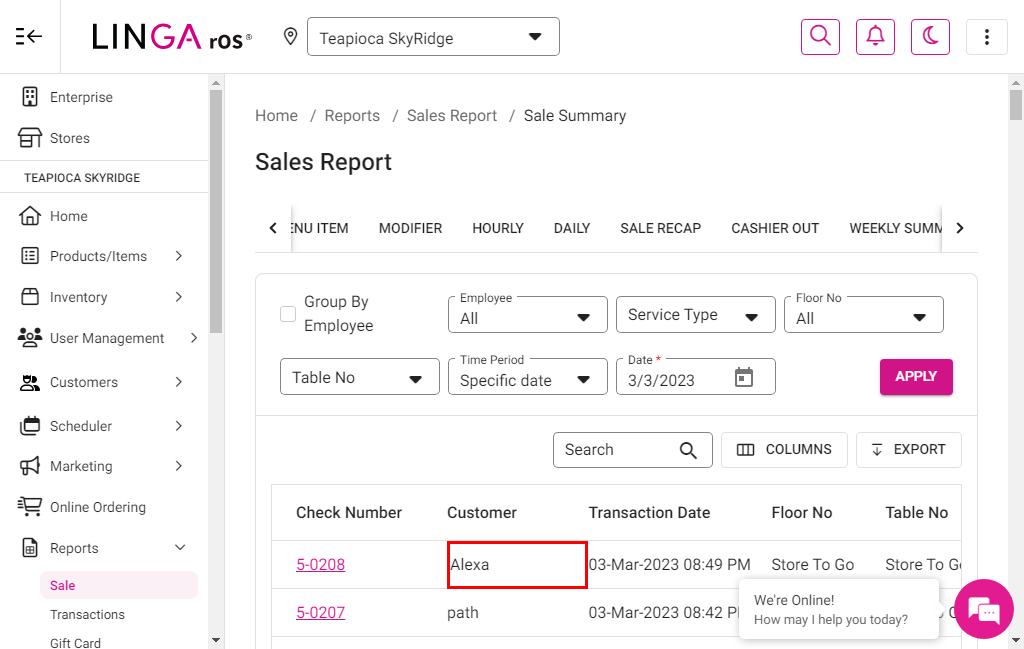 LINGA ros®
Teapioca SkyRidge
Enterprise
Stores
TEAPIOCA SKYRIDGE
Home
Products/Items
Inventory
User Management
Customers
Scheduler
Marketing
Online Ordering
Reports
Sale
Transactions
Gift Card
Home / Reports / Sales Report / Sale Summary
Sales Report
ENU ITEM MODIFIER HOURLY DAILY SALE RECAP CASHIER OUT WEEKLY SUMM
Group By
Employee
Employee
All
Service Type
Floor No
All
Table No
Time Period
Specific date
Date *
3/3/2023
APPLY
Search
COLUMNS
EXPORT
Check Number Customer Transaction Date Floor No Table No
5-0208 Alexa 03-Mar-2023 08:49 PM Store To Go Store To G
5-0207 path 03-Mar-2023 08:42 P
We're Online!
How may I help you today?